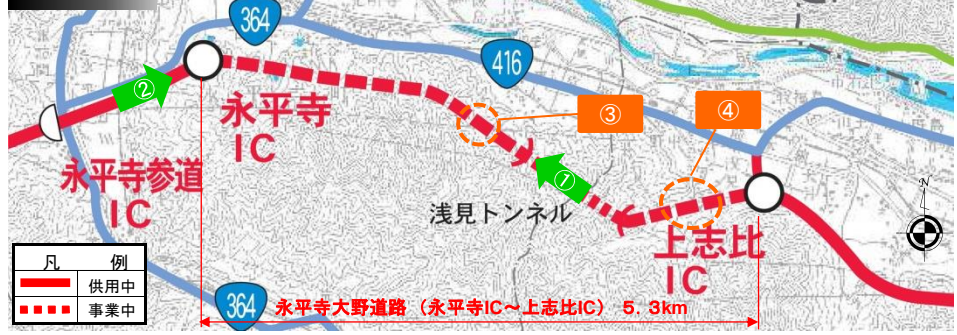 364
416
②
③
④
永平寺
IC
永平寺参道
IC
①
浅見トンネル
上志比
IC
N
凡 例
供用中
事業中
364
永平寺大野道路（永平寺IC～上志比IC） 5．3km